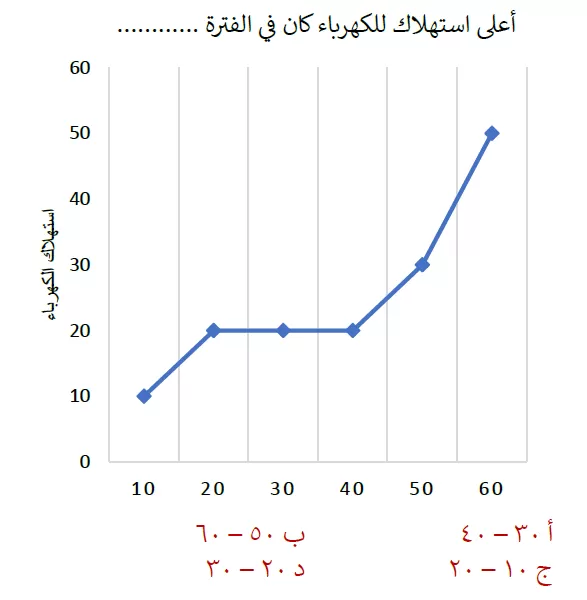 أعلى استهلاك للكهرباء كان في الفترة ............
60
50
40
30
20
10
0
استهلاك الكهرباء
10 20 30 40 50 60
أ ٣٠ – ٤٠ ب ٥٠ – ٦٠
ج ١٠ – ٢٠ د ٢٠ – ٣٠